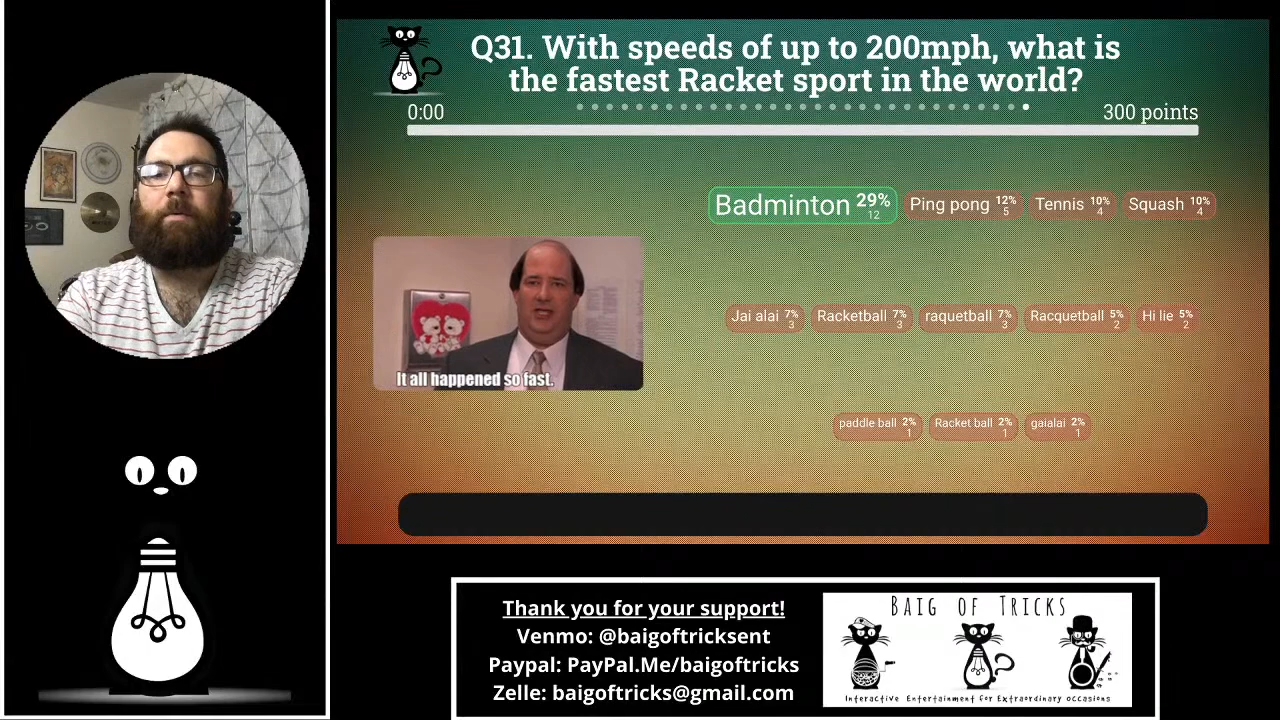 Q31. With speeds of up to 200mph, what is
the fastest Racket sport in the world?
0:00
300 points
Badminton 29% 12
Ping pong 12% 5
Tennis 10% 4
Squash 10% 4
It all happened so fast.
Jai alai 7% 3
Racketball 7% 3
raquetball 7% 3
Racquetball 5% 2
Hi lie 5% 2
paddle ball 2% 1
Racket ball 2% 1
gaialai 2% 1
Thank you for your support!
Venmo: @baigoftricksent
Paypal: PayPal.Me/baigoftricks
Zelle: baigoftricks@gmail.com
BAIG OF TRICKS
Interactive Entertainment for Extraordinary occasions